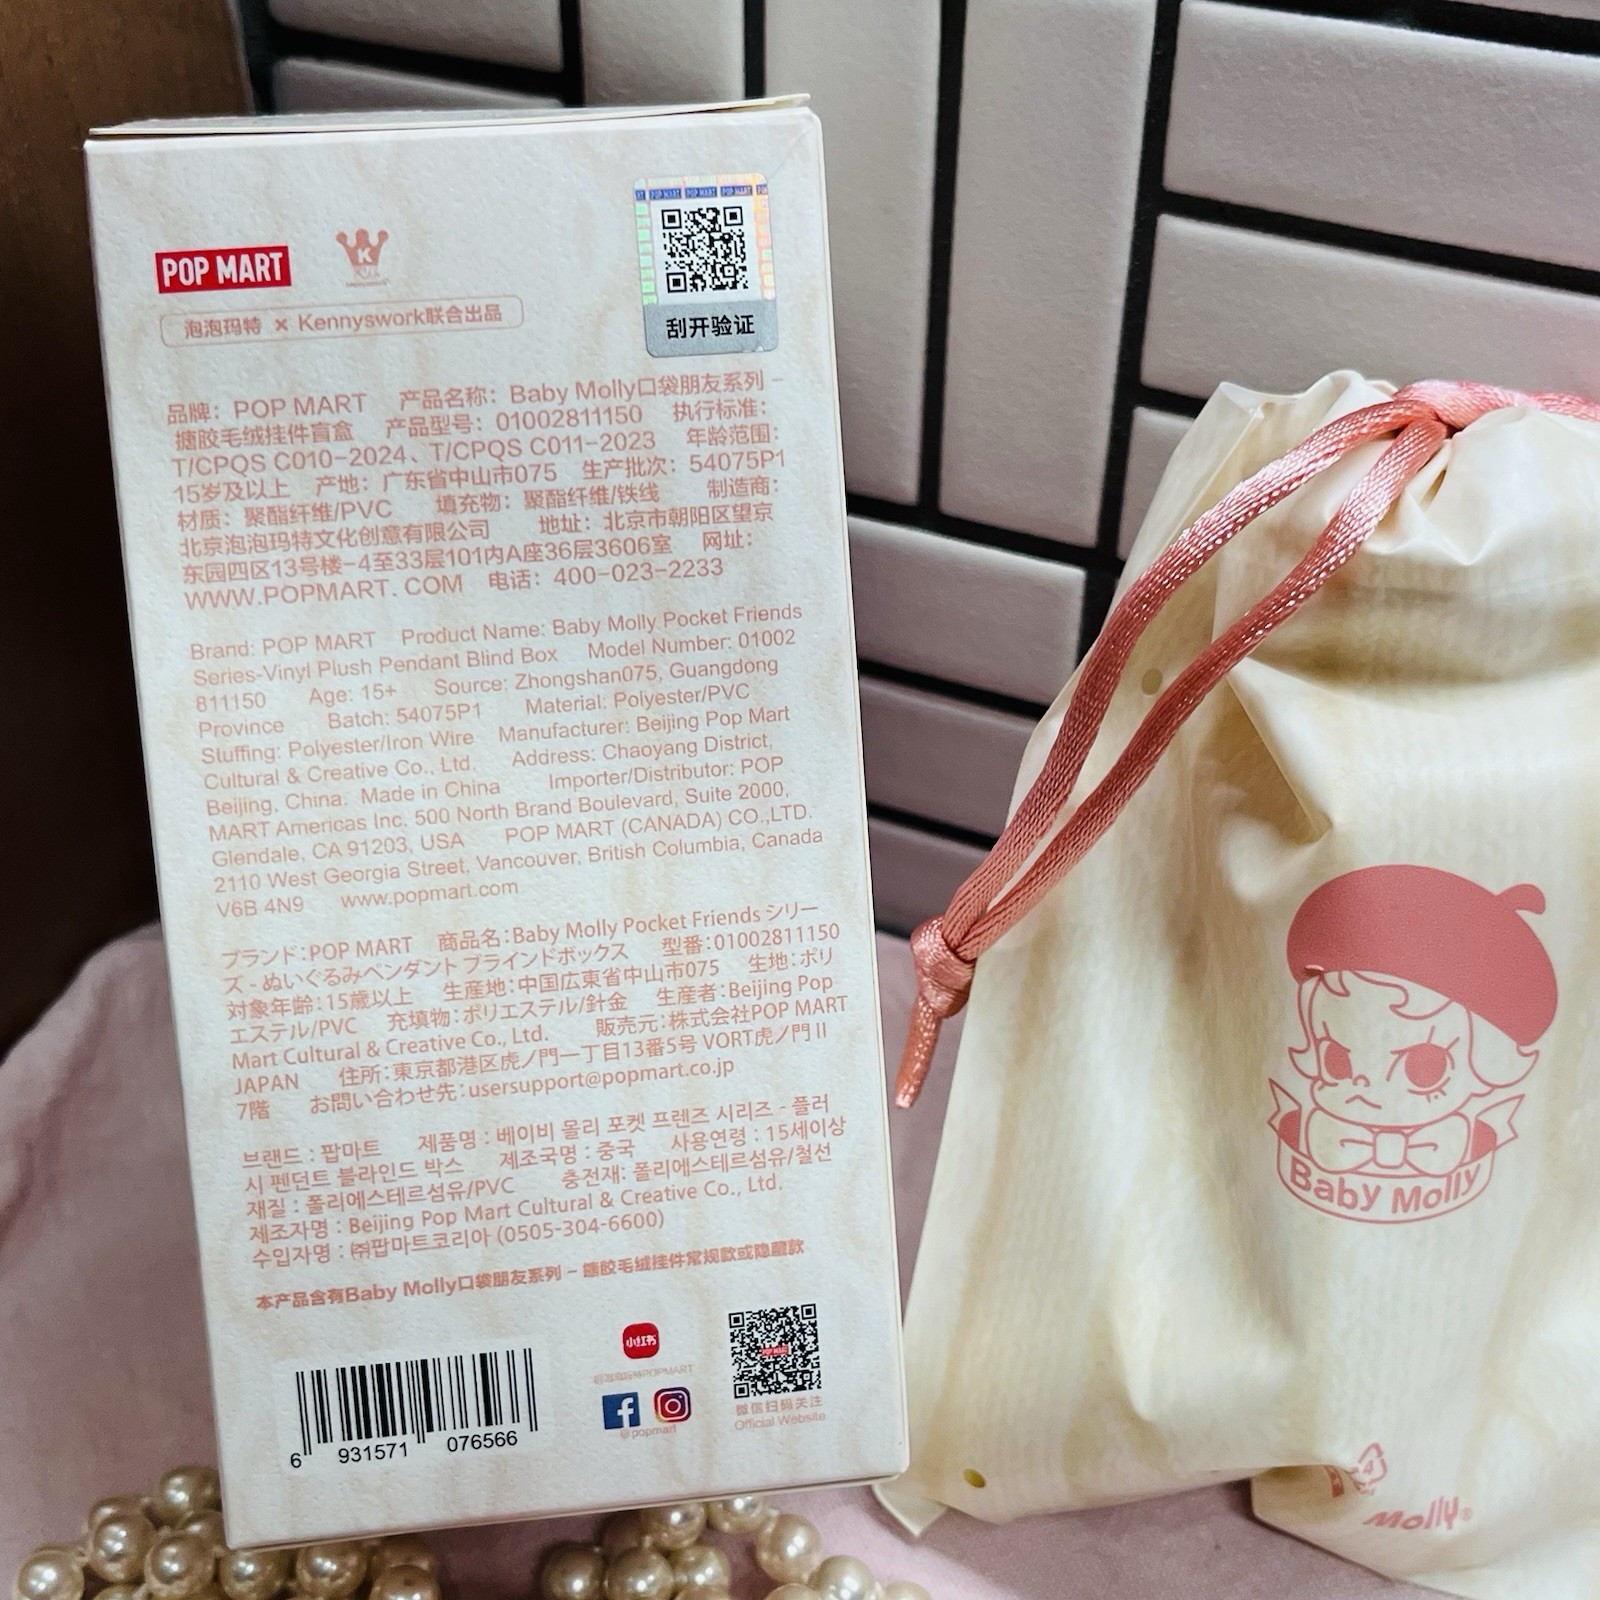 POP MART
K
泡泡玛特 × Kennyswork联合出品
POP MART POP MART POP MART
刮开验证
品牌：POP MART 产品名称：Baby Molly口袋朋友系列 –
搪胶毛绒挂件盲盒 产品型号：01002811150 执行标准：
T/CPQS C010-2024、T/CPQS C011-2023 年龄范围：
15岁及以上 产地：广东省中山市075 生产批次：54075P1
材质：聚酯纤维/PVC 填充物：聚酯纤维/铁线 制造商：
北京泡泡玛特文化创意有限公司 地址：北京市朝阳区望京
东园四区13号楼-4至33层101内A座36层3606室 网址：
WWW.POPMART. COM 电话：400-023-2233
Brand: POP MART Product Name: Baby Molly Pocket Friends
Series-Vinyl Plush Pendant Blind Box Model Number: 01002
811150 Age: 15+ Source: Zhongshan075, Guangdong
Province Batch: 54075P1 Material: Polyester/PVC
Stuffing: Polyester/Iron Wire Manufacturer: Beijing Pop Mart
Cultural & Creative Co., Ltd. Address: Chaoyang District,
Beijing, China. Made in China Importer/Distributor: POP
MART Americas Inc. 500 North Brand Boulevard, Suite 2000,
Glendale, CA 91203, USA POP MART (CANADA) CO.,LTD.
2110 West Georgia Street, Vancouver, British Columbia, Canada
V6B 4N9 www.popmart.com
ブランド：POP MART 商品名：Baby Molly Pocket Friends シリー
ズ - ぬいぐるみペンダント ブラインドボックス 型番：01002811150
対象年齢：15歳以上 生産地：中国広東省中山市075 生地：ポリ
エステル/PVC 充填物：ポリエステル/針金 生産者：Beijing Pop
Mart Cultural & Creative Co., Ltd. 販売元：株式会社POP MART
JAPAN 住所：東京都港区虎ノ門一丁目13番5号 VORT虎ノ門 II
7階 お問い合わせ先：usersupport@popmart.co.jp
브랜드 : 팝마트 제품명 : 베이비 몰리 포켓 프렌즈 시리즈 - 플러
시 펜던트 블라인드 박스 제조국명 : 중국 사용연령 : 15세이상
재질 : 폴리에스테르섬유/PVC 충전재: 폴리에스테르섬유/철선
제조자명 : Beijing Pop Mart Cultural & Creative Co., Ltd.
수입자명 : ㈜팝마트코리아 (0505-304-6600)
本产品含有Baby Molly口袋朋友系列 – 搪胶毛绒挂件常规款或隐藏款
6 931571 076566
小红书
@泡泡玛特POPMART
@popmart
POP MART
微信扫码关注
Official Website
Baby Molly
4
Molly®